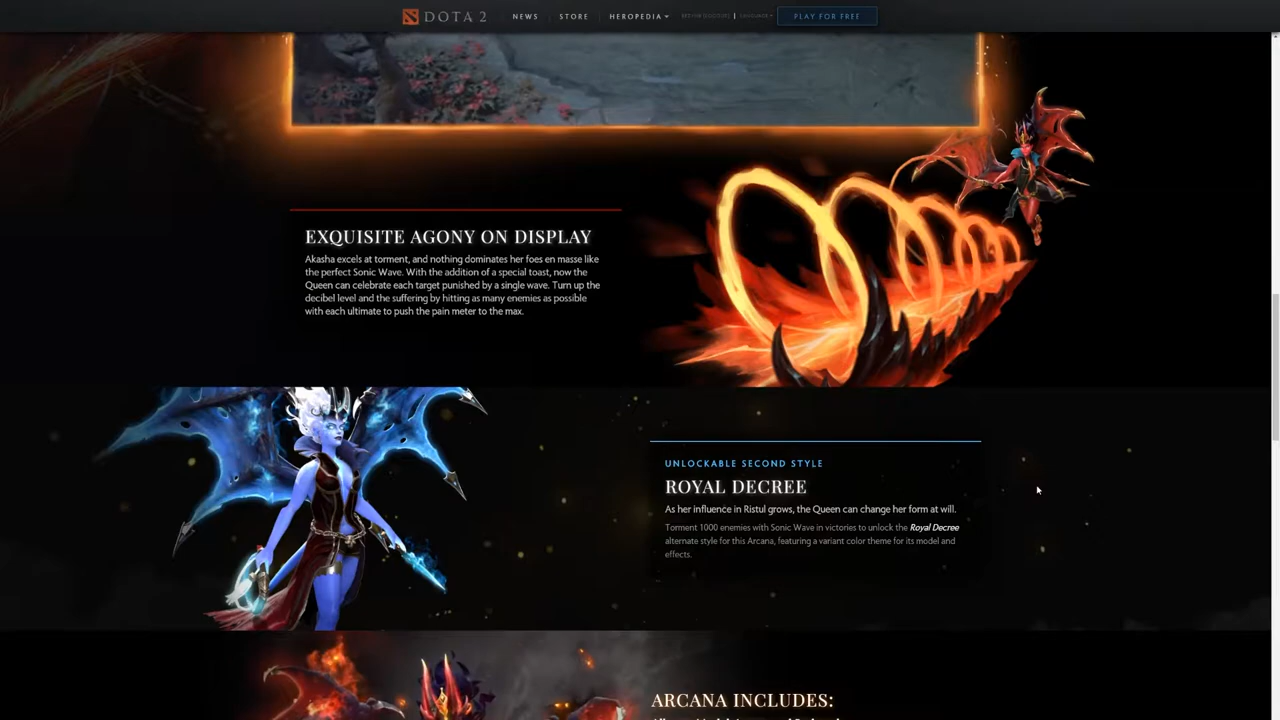 DOTA 2
NEWS
STORE
HEROPEDIA
PLAY FOR FREE
EXQUISITE AGONY ON DISPLAY
Akasha excels at torment, and nothing dominates her foes en masse like
the perfect Sonic Wave. With the addition of a special toast, now the
Queen can celebrate each target punished by a single wave. Turn up the
decibel level and the suffering by hitting as many enemies as possible
with each ultimate to push the pain meter to the max.
UNLOCKABLE SECOND STYLE
ROYAL DECREE
As her influence in Ristul grows, the Queen can change her form at will.
Torment 1000 enemies with Sonic Wave in victories to unlock the Royal Decree
alternate style for this Arcana, featuring a variant color theme for its model and
effects.
ARCANA INCLUDES: